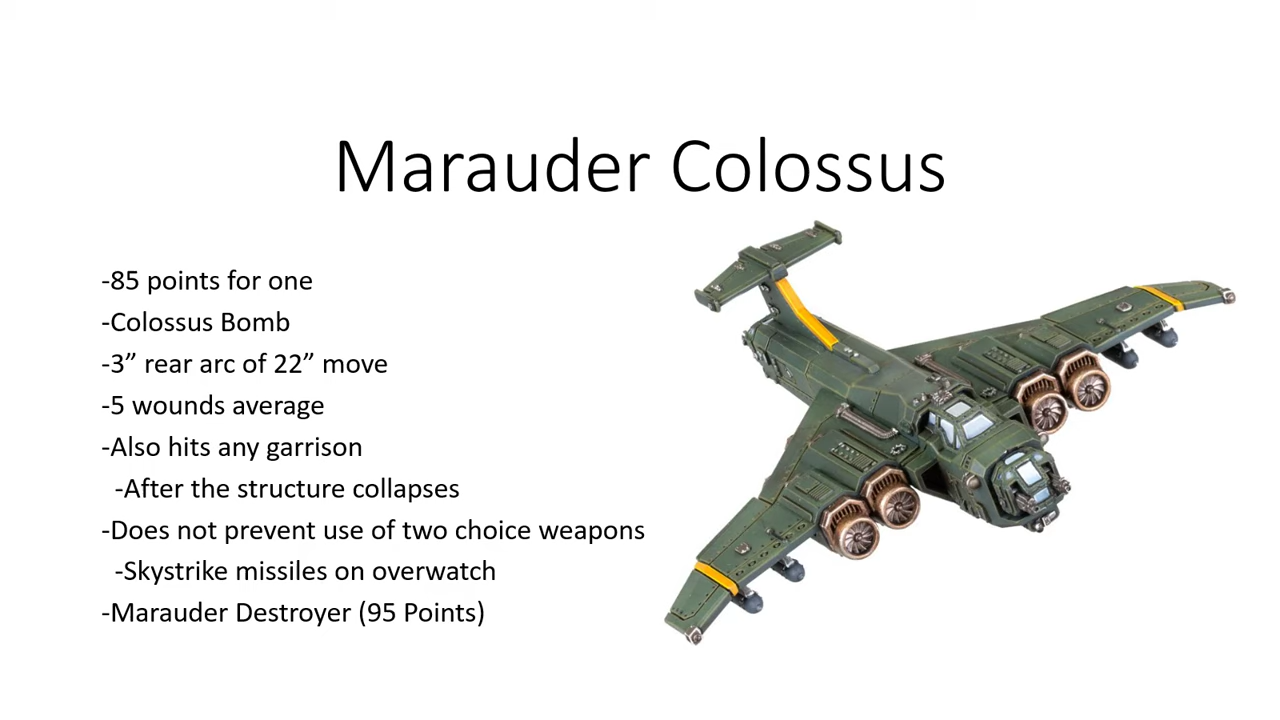 Marauder Colossus
-85 points for one
-Colossus Bomb
-3” rear arc of 22” move
-5 wounds average
-Also hits any garrison
-After the structure collapses
-Does not prevent use of two choice weapons
-Skystrike missiles on overwatch
-Marauder Destroyer (95 Points)